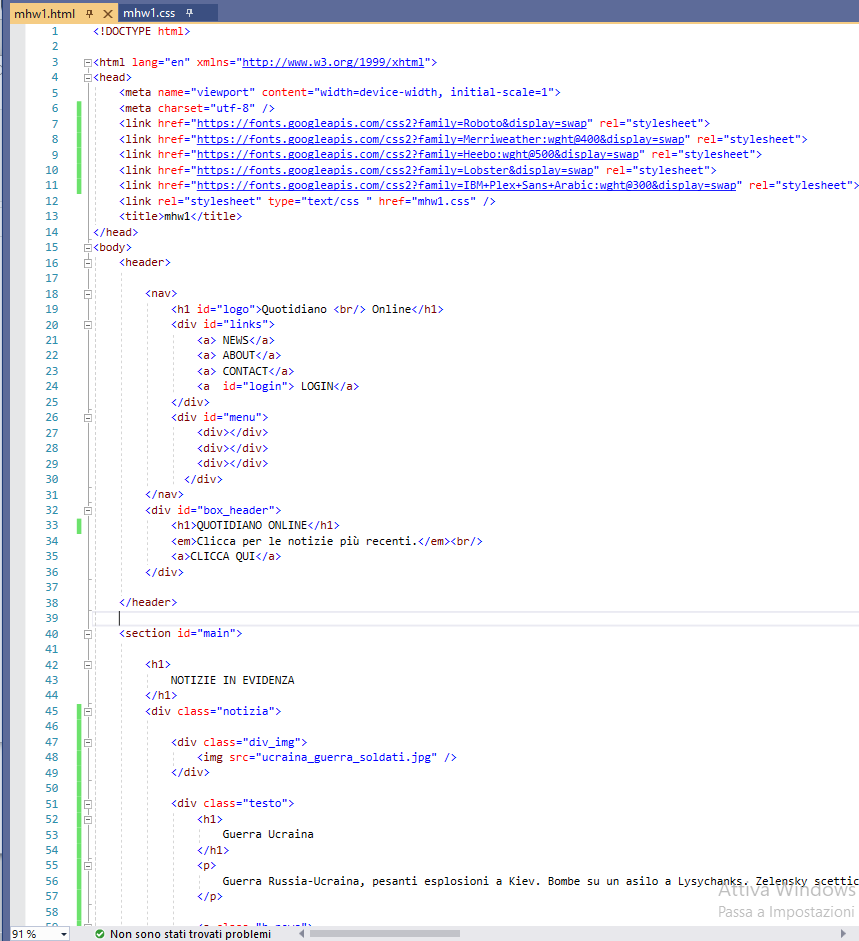 mhw1.html mhw1.css
1 <!DOCTYPE html>
2
3 <html lang="en" xmlns="http://www.w3.org/1999/xhtml">
4 <head>
5 <meta name="viewport" content="width=device-width, initial-scale=1">
6 <meta charset="utf-8" />
7 <link href="https://fonts.googleapis.com/css2?family=Roboto&display=swap" rel="stylesheet">
8 <link href="https://fonts.googleapis.com/css2?family=Merriweather:wght@400&display=swap" rel="stylesheet">
9 <link href="https://fonts.googleapis.com/css2?family=Heebo:wght@500&display=swap" rel="stylesheet">
10 <link href="https://fonts.googleapis.com/css2?family=Lobster&display=swap" rel="stylesheet">
11 <link href="https://fonts.googleapis.com/css2?family=IBM+Plex+Sans+Arabic:wght@300&display=swap" rel="stylesheet">
12 <link rel="stylesheet" type="text/css " href="mhw1.css" />
13 <title>mhw1</title>
14 </head>
15 <body>
16 <header>
17
18 <nav>
19 <h1 id="logo">Quotidiano <br/> Online</h1>
20 <div id="links">
21 <a> NEWS</a>
22 <a> ABOUT</a>
23 <a> CONTACT</a>
24 <a  id="login"> LOGIN</a>
25 </div>
26 <div id="menu">
27 <div></div>
28 <div></div>
29 <div></div>
30 </div>
31 </nav>
32 <div id="box_header">
33 <h1>QUOTIDIANO ONLINE</h1>
34 <em>Clicca per le notizie più recenti.</em><br/>
35 <a>CLICCA QUI</a>
36 </div>
37
38 </header>
39
40 <section id="main">
41
42 <h1>
43 NOTIZIE IN EVIDENZA
44 </h1>
45 <div class="notizia">
46
47 <div class="div_img">
48 <img src="ucraina_guerra_soldati.jpg" />
49 </div>
50
51 <div class="testo">
52 <h1>
53 Guerra Ucraina
54 </h1>
55 <p>
56 Guerra Russia-Ucraina, pesanti esplosioni a Kiev. Bombe su un asilo a Lysychanks. Zelensky scettic
57 </p>
58
Attiva Windows
Passa a Impostazioni
91 % Non sono stati trovati problemi